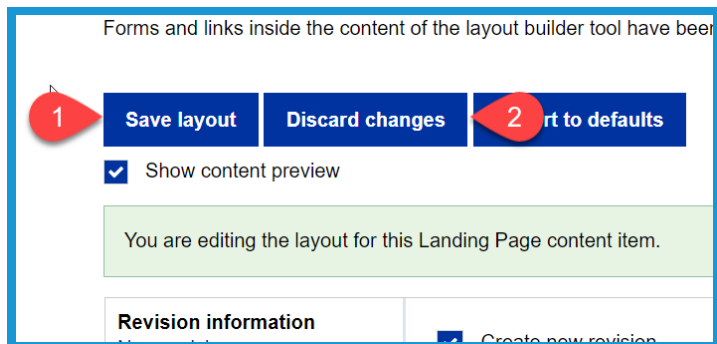 Forms and links inside the content of the layout builder tool have been
1 Save layout Discard changes 2 rt to defaults
Show content preview
You are editing the layout for this Landing Page content item.
Revision information
Create new revision